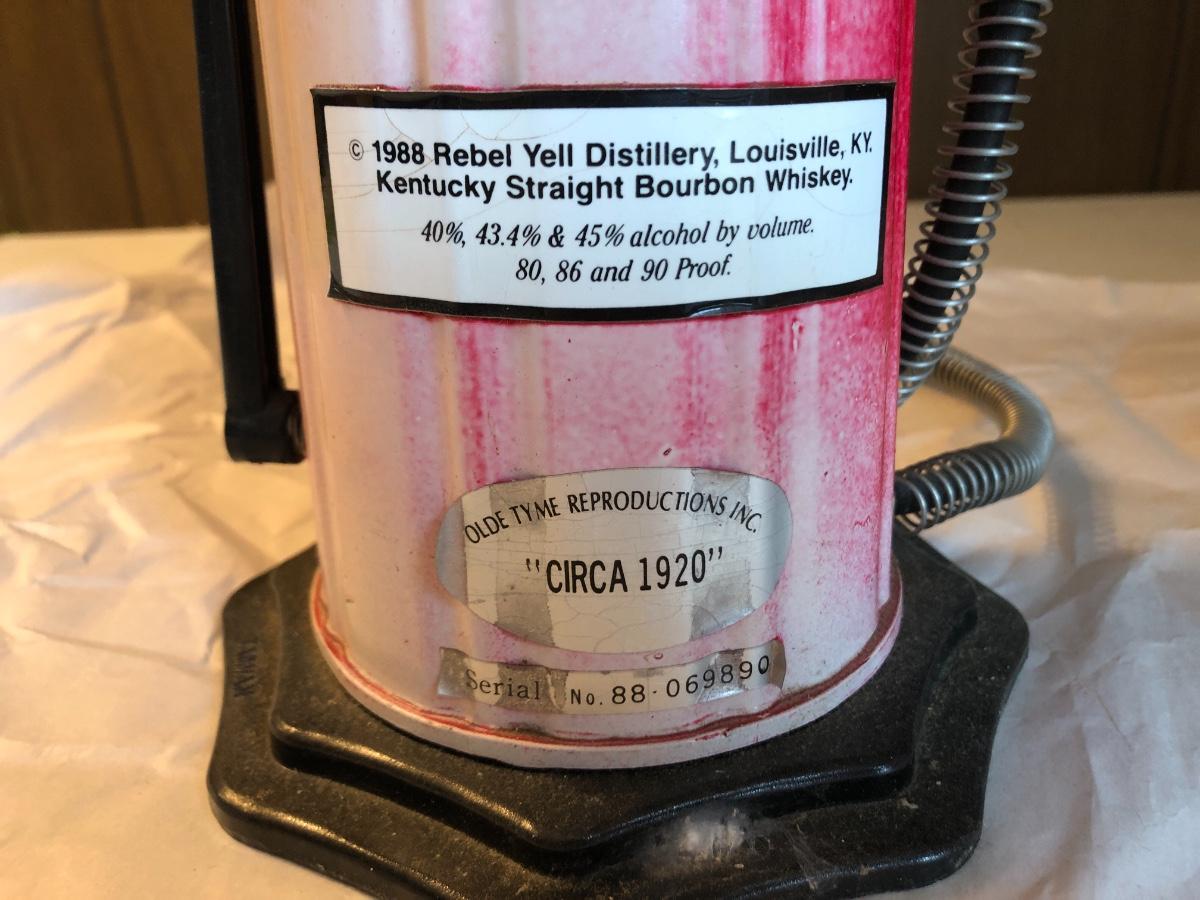 © 1988 Rebel Yell Distillery, Louisville, KY.
Kentucky Straight Bourbon Whiskey.
40%, 43.4% & 45% alcohol by volume.
80, 86 and 90 Proof.
OLDE TYME REPRODUCTIONS INC.
"CIRCA 1920"
Serial No. 88-069890